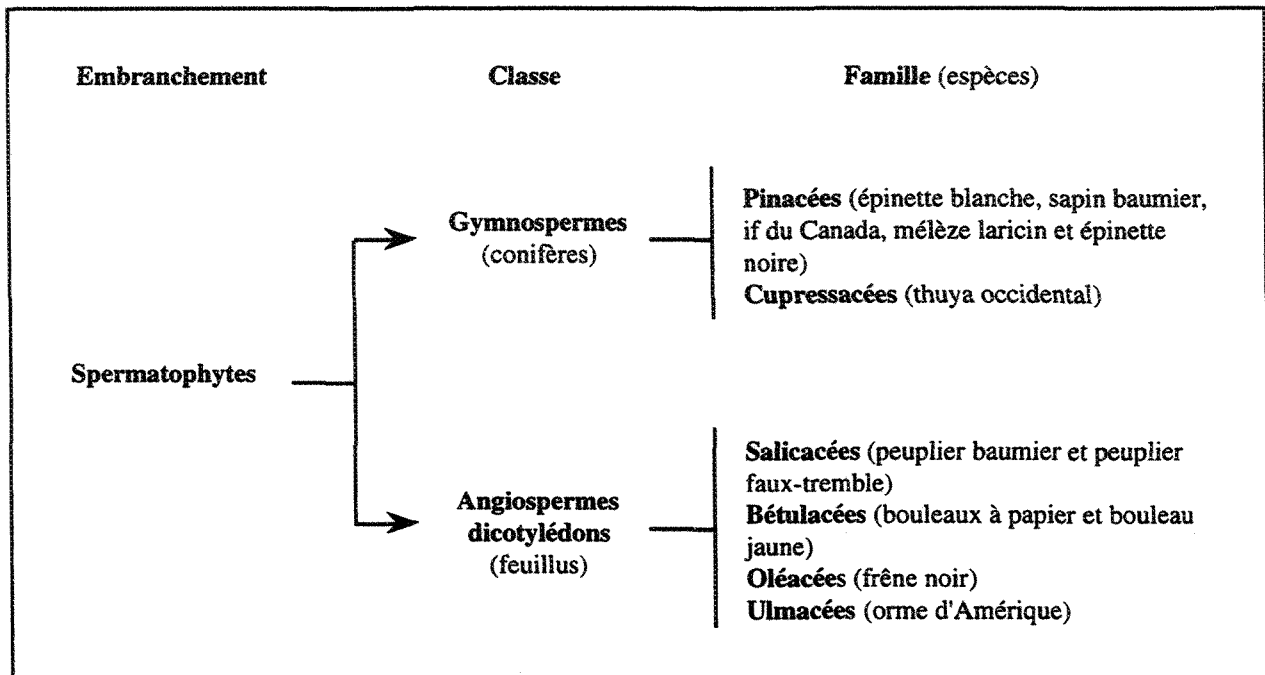 Embranchement Classe Famille (espèces)
Pinacées (épinette blanche, sapin baumier,
if du Canada, mélèze laricin et épinette
noire)
Cupressacées (thuya occidental)
Gymnospermes
(conifères)
Spermatophytes
Angiospermes
dicotylédons
(feuillus)
Salicacées (peuplier baumier et peuplier
faux-tremble)
Bétulacées (bouleaux à papier et bouleau
jaune)
Oléacées (frêne noir)
Ulmacées (orme d'Amérique)